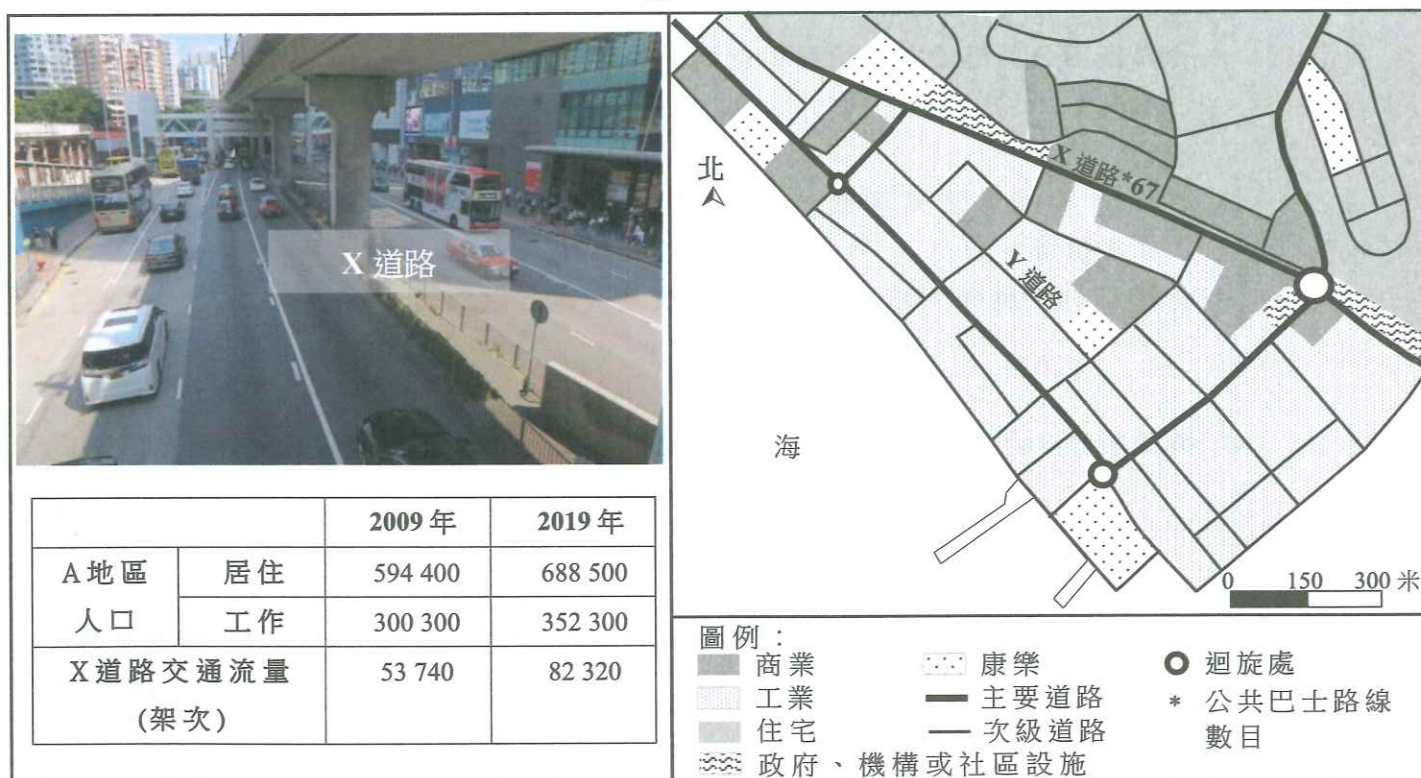 X 道路
2009 年 2019 年
A地區人口 居住 594 400 688 500
工作 300 300 352 300
X道路交通流量(架次) 53 740 82 320
北
X 道路*67
Y 道路
海
0 150 300 米
圖例：
商業
工業
住宅
政府、機構或社區設施
康樂
主要道路
次級道路
迴旋處
* 公共巴士路線
數目